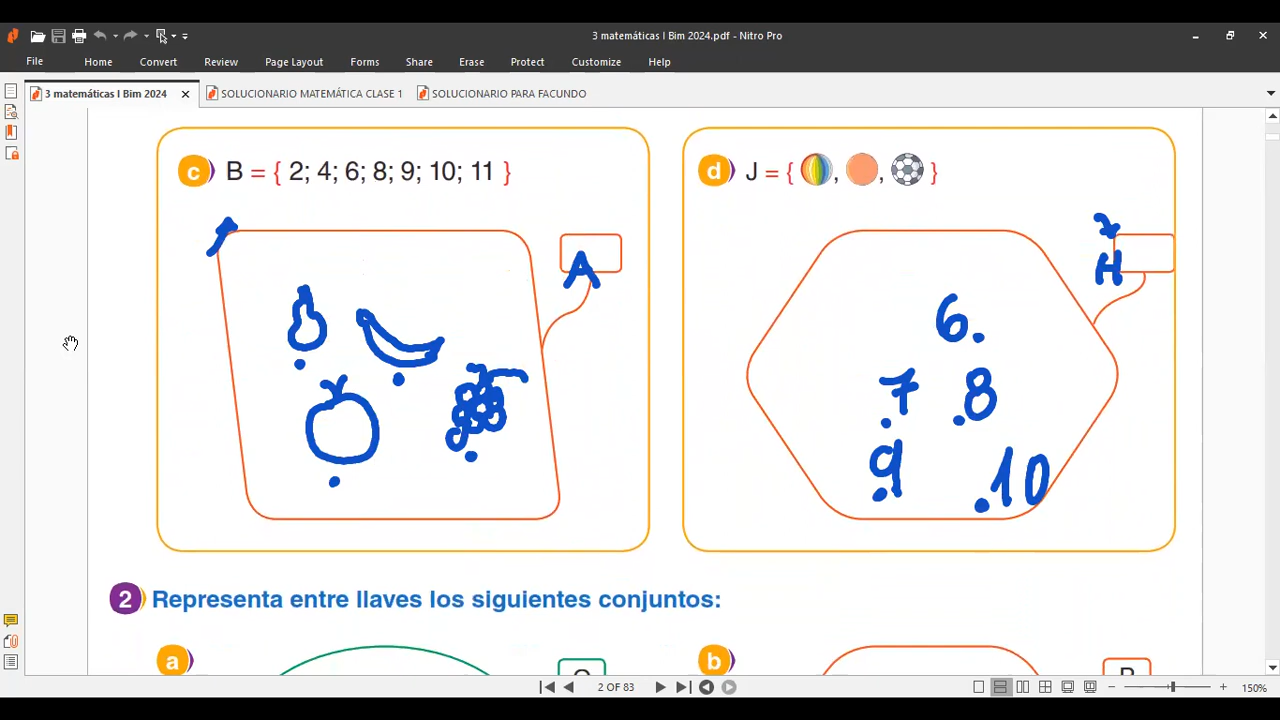 3 matemáticas I Bim 2024.pdf - Nitro Pro
File Home Convert Review Page Layout Forms Share Erase Protect Customize Help
3 matemáticas I Bim 2024 SOLUCIONARIO MATEMÁTICA CLASE 1 SOLUCIONARIO PARA FACUNDO
c B = { 2; 4; 6; 8; 9; 10; 11 }
d J = { , , }
A
H
6.
7 8
9 10
2 Representa entre llaves los siguientes conjuntos:
a
b
2 OF 83
150%